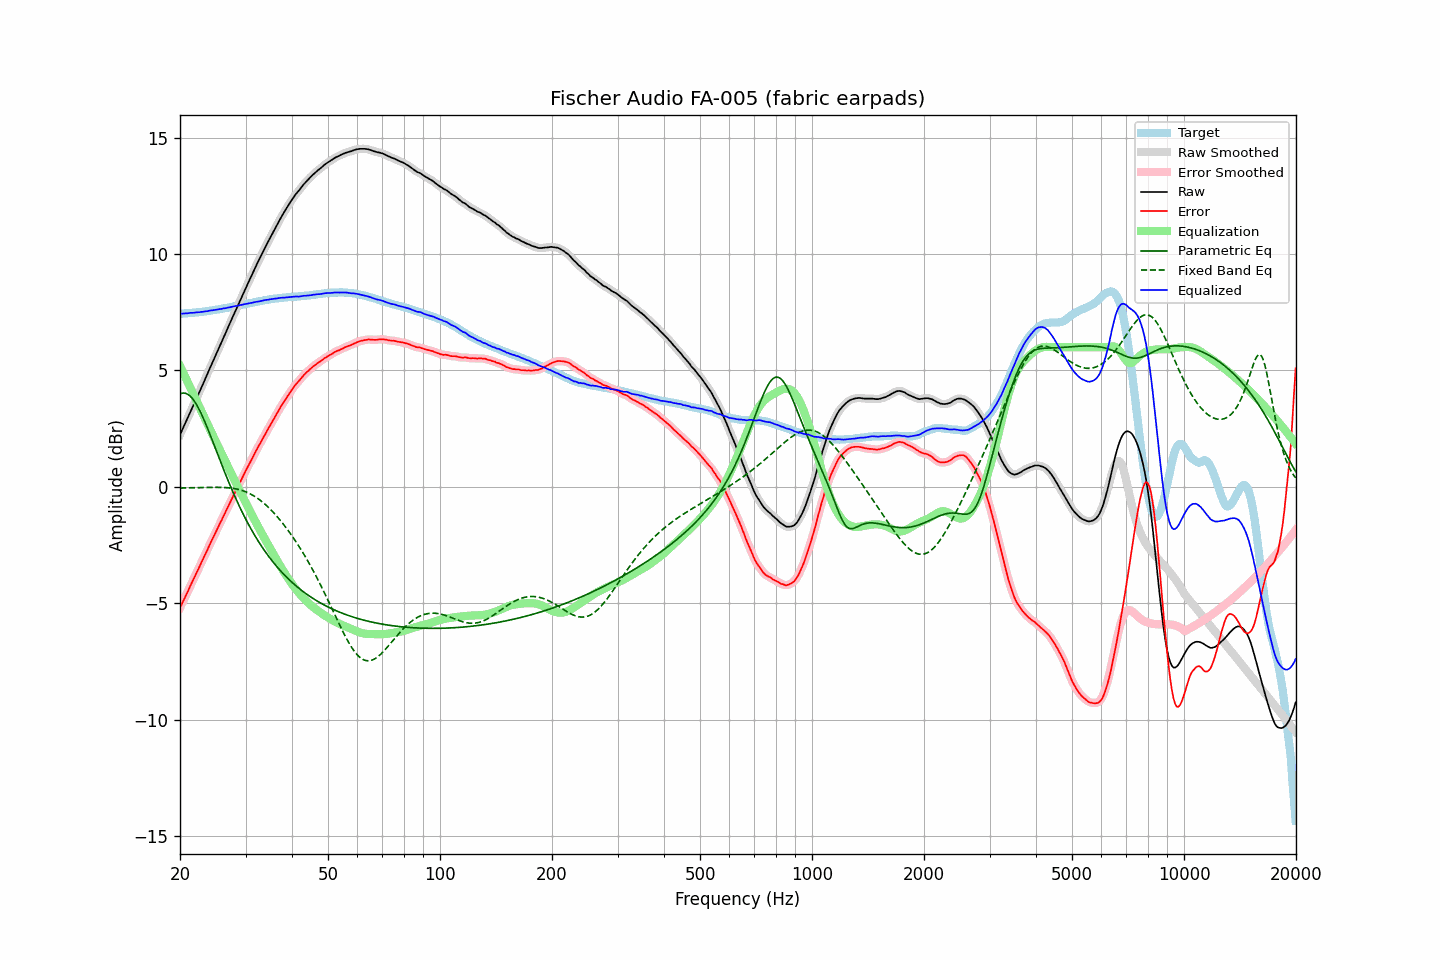 Fischer Audio FA-005 (fabric earpads)
Amplitude (dBr)
15
10
5
0
−5
−10
−15
Target
Raw Smoothed
Error Smoothed
Raw
Error
Equalization
Parametric Eq
Fixed Band Eq
Equalized
20 50 100 200 500 1000 2000 5000 10000 20000
Frequency (Hz)